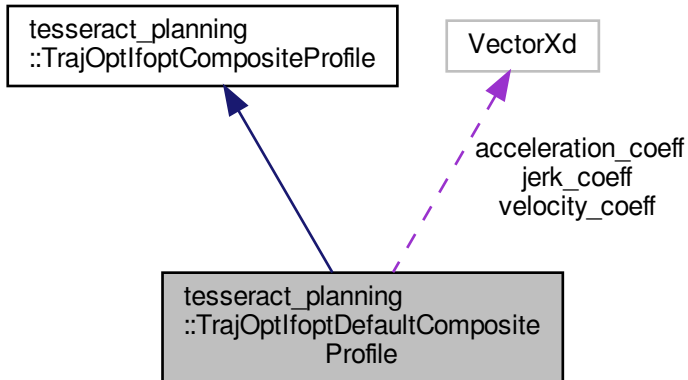 tesseract_planning
::TrajOptIfoptCompositeProfile
VectorXd
acceleration_coeff
jerk_coeff
velocity_coeff
tesseract_planning
::TrajOptIfoptDefaultComposite
Profile